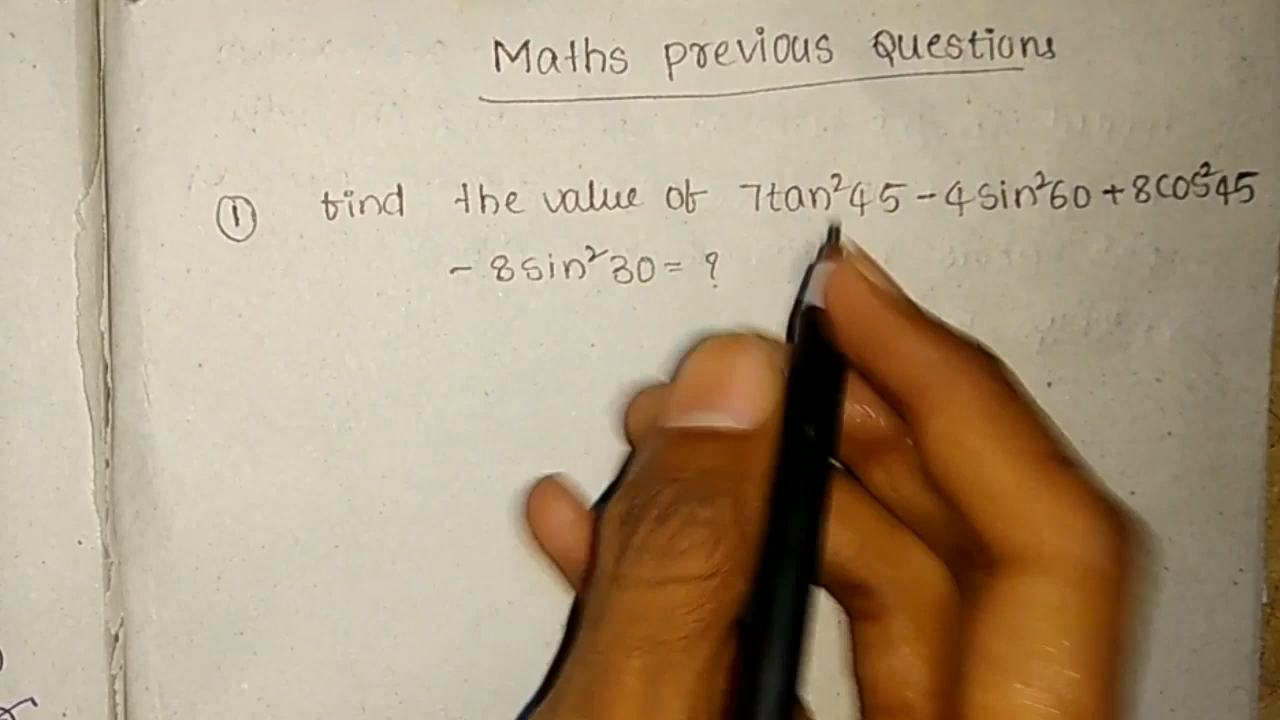 Maths previous Questions
① find the value of 7tan²45 - 4sin²60 + 8cos²45
- 8sin²30 = ?